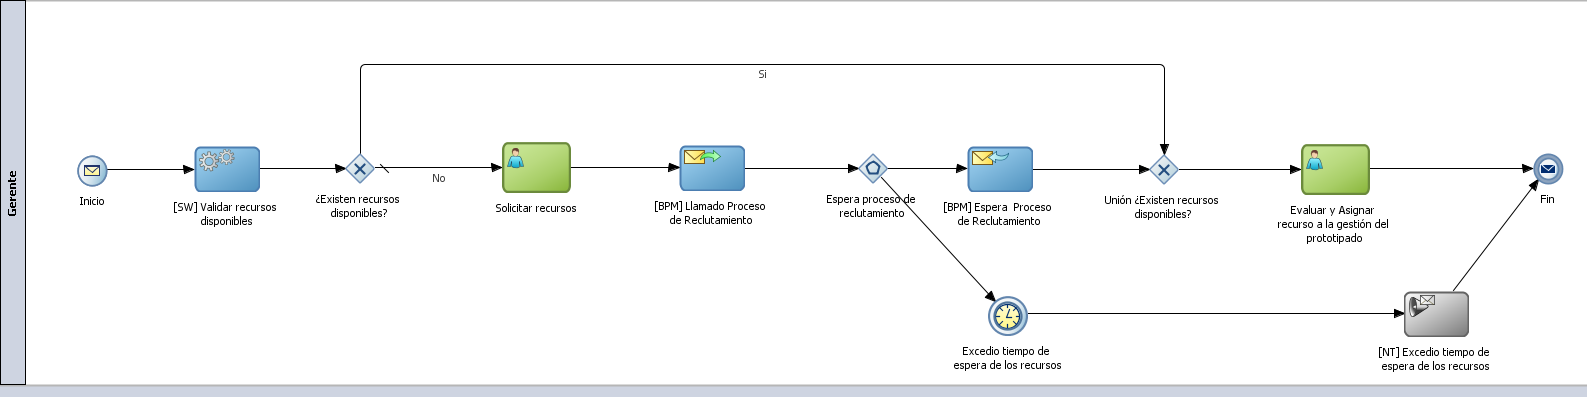 Gerente
Si
Inicio
[SW] Validar recursos
disponibles
¿Existen recursos
disponibles?
No
Solicitar recursos
[BPM] Llamado Proceso
de Reclutamiento
Espera proceso de
reclutamiento
[BPM] Espera  Proceso
de Reclutamiento
Unión ¿Existen recursos
disponibles?
Evaluar y Asignar
recurso a la gestión del
prototipado
Fin
Excedio tiempo de
espera de los recursos
[NT] Excedio tiempo de
espera de los recursos